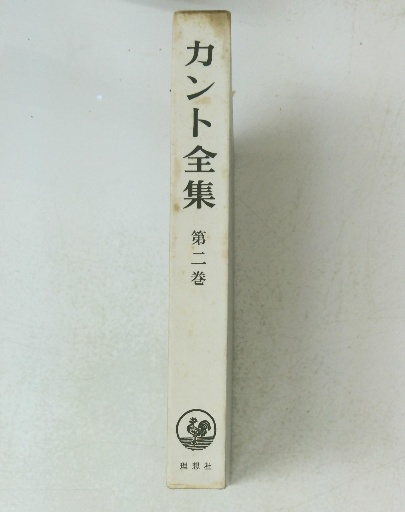 カント全集
第二巻
理想社